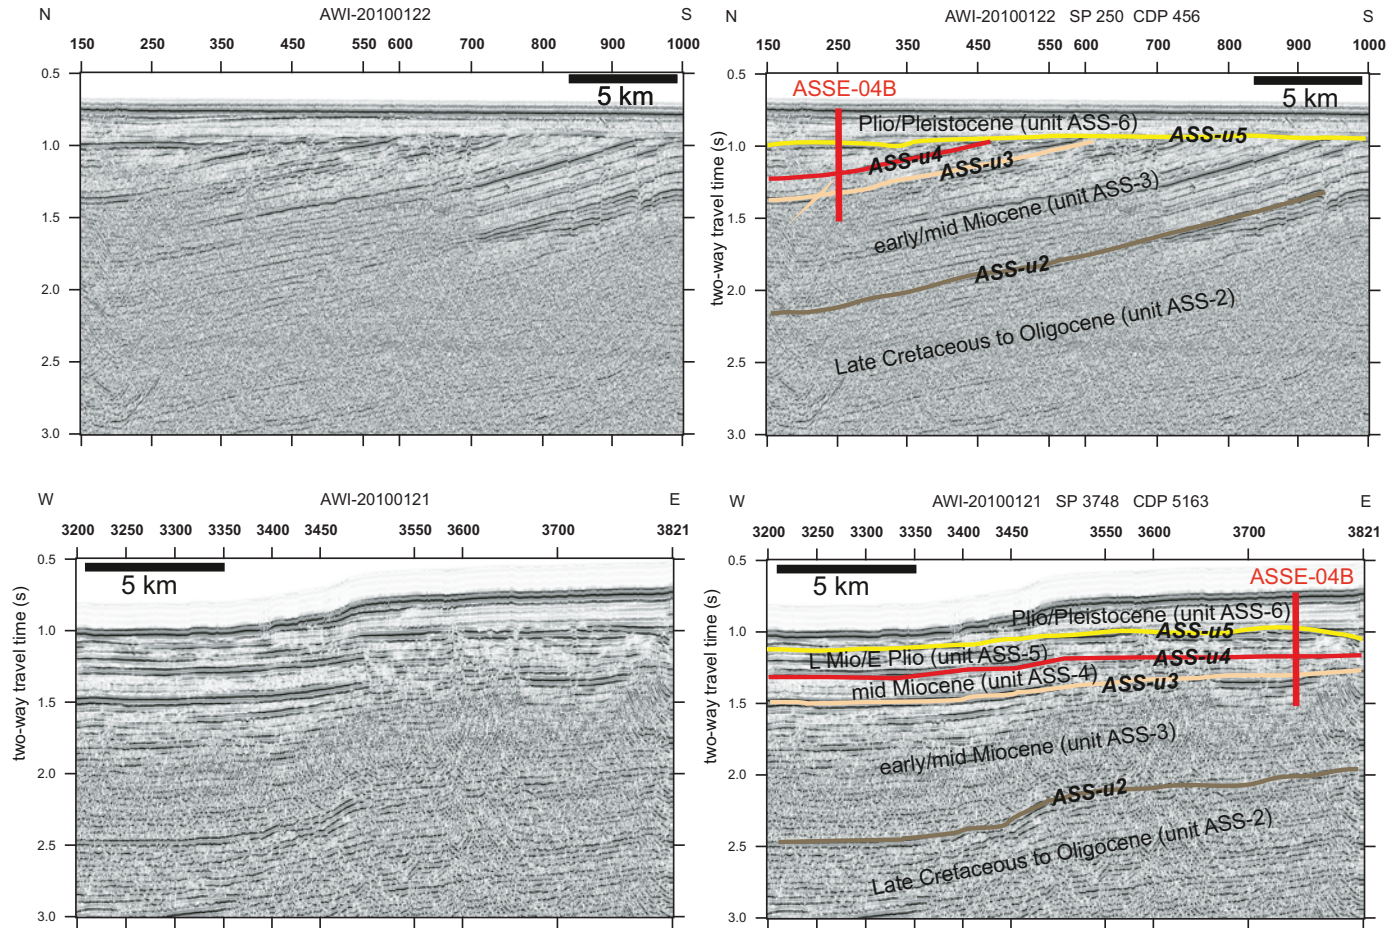 N AWI-20100122 S
150 250 350 450 550 600 700 800 900 1000
0.5
1.0
1.5
2.0
2.5
3.0
5 km
N AWI-20100122 SP 250 CDP 456 S
150 250 350 450 550 600 700 800 900 1000
two-way travel time (s)
0.5
1.0
1.5
2.0
2.5
3.0
ASSE-04B
5 km
Plio/Pleistocene (unit ASS-6)
ASS-u5
ASS-u4
ASS-u3
early/mid Miocene (unit ASS-3)
ASS-u2
Late Cretaceous to Oligocene (unit ASS-2)
W AWI-20100121 E
3200 3250 3300 3350 3400 3450 3550 3600 3700 3821
two-way travel time (s)
0.5
1.0
1.5
2.0
2.5
3.0
5 km
W AWI-20100121 SP 3748 CDP 5163 E
3200 3250 3300 3350 3400 3450 3550 3600 3700 3821
two-way travel time (s)
0.5
1.0
1.5
2.0
2.5
3.0
5 km
ASSE-04B
Plio/Pleistocene (unit ASS-6)
ASS-u5
L Mio/E Plio (unit ASS-5)
ASS-u4
mid Miocene (unit ASS-4)
ASS-u3
early/mid Miocene (unit ASS-3)
ASS-u2
Late Cretaceous to Oligocene (unit ASS-2)